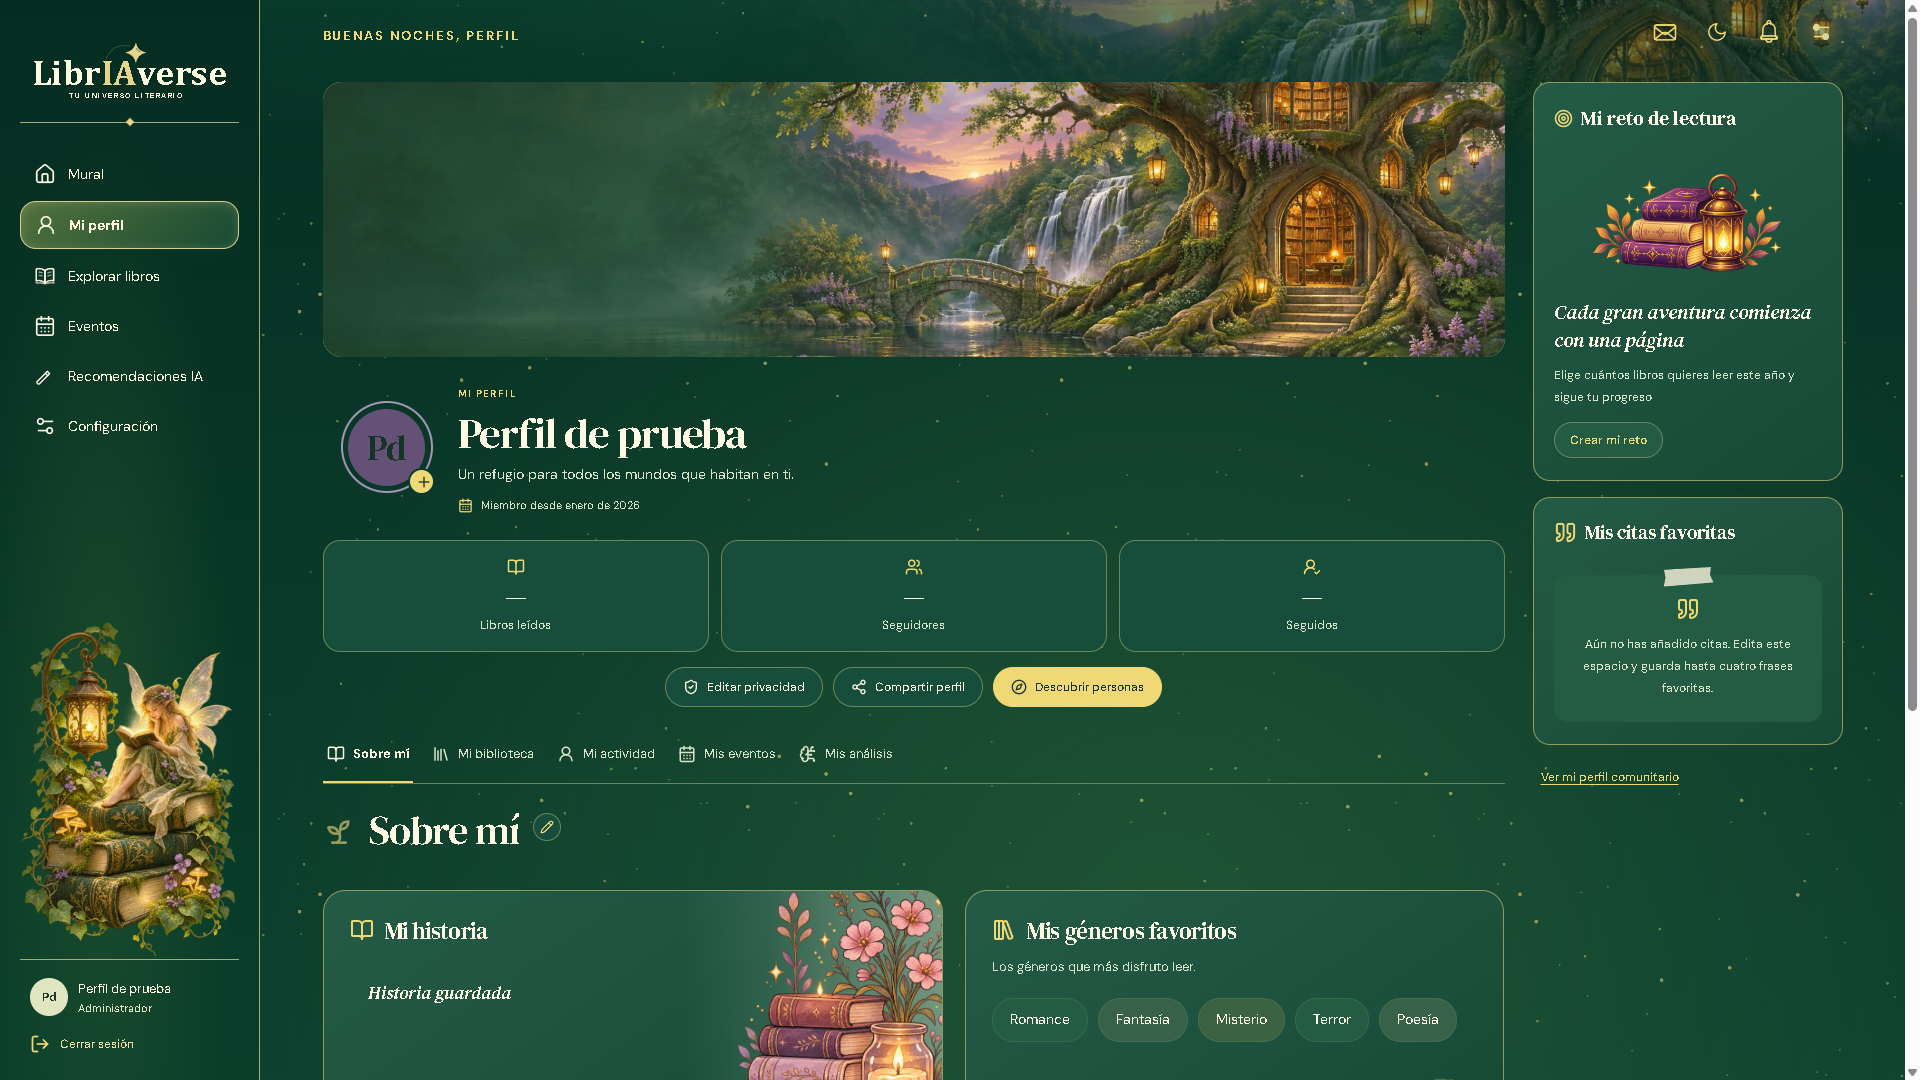 LibrIAverse
TU UNIVERSO LITERARIO
Mural
Mi perfil
Explorar libros
Eventos
Recomendaciones IA
Configuración
Pd
Perfil de prueba
Administrador
Cerrar sesión
BUENAS NOCHES, PERFIL
MI PERFIL
Pd
Perfil de prueba
Un refugio para todos los mundos que habitan en ti.
Miembro desde enero de 2026
Libros leídos
Seguidores
Seguidos
Editar privacidad
Compartir perfil
Descubrir personas
Sobre mí
Mi biblioteca
Mi actividad
Mis eventos
Mis análisis
Sobre mí
Mi historia
Historia guardada
Mis géneros favoritos
Los géneros que más disfruto leer.
Romance
Fantasía
Misterio
Terror
Poesía
Mi reto de lectura
Cada gran aventura comienza
con una página
Elige cuántos libros quieres leer este año y
sigue tu progreso
Crear mi reto
Mis citas favoritas
Aún no has añadido citas. Edita este
espacio y guarda hasta cuatro frases
favoritas.
Ver mi perfil comunitario